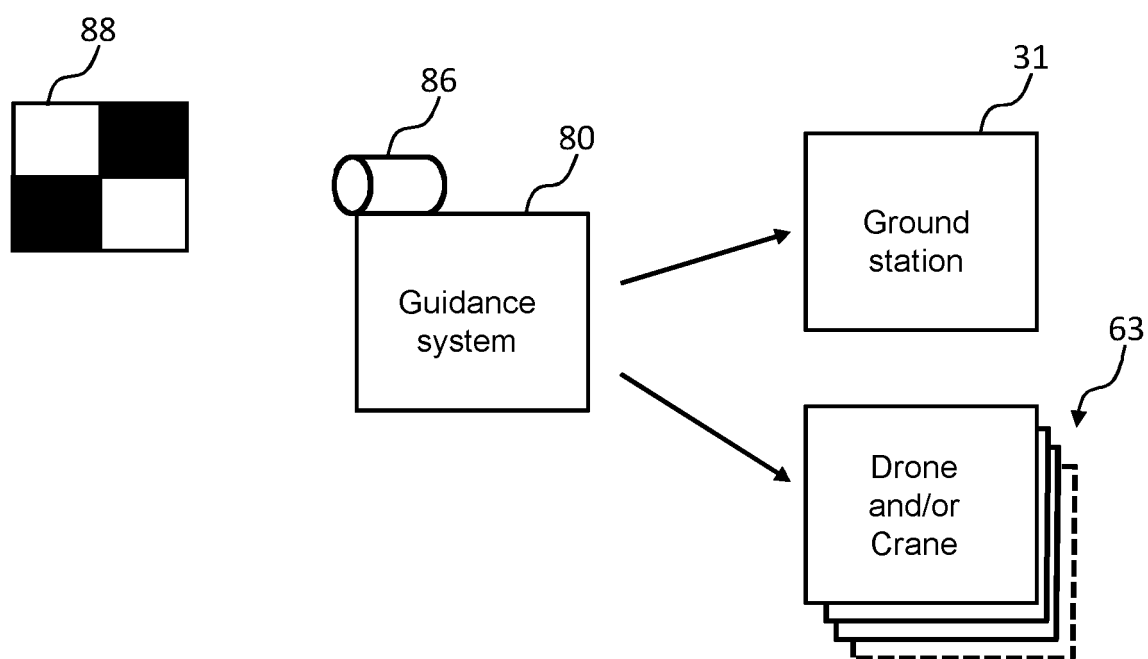 88
86
80
31
Guidance
system
Ground
station
63
Drone
and/or
Crane